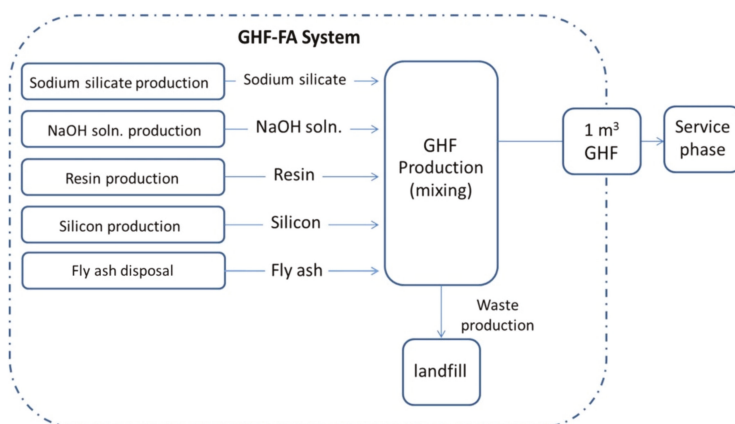 GHF-FA System
Sodium silicate production
Sodium silicate
NaOH soln. production
NaOH soln.
Resin production
Resin
Silicon production
Silicon
Fly ash disposal
Fly ash
GHF
Production
(mixing)
1 m³
GHF
Service
phase
Waste
production
landfill